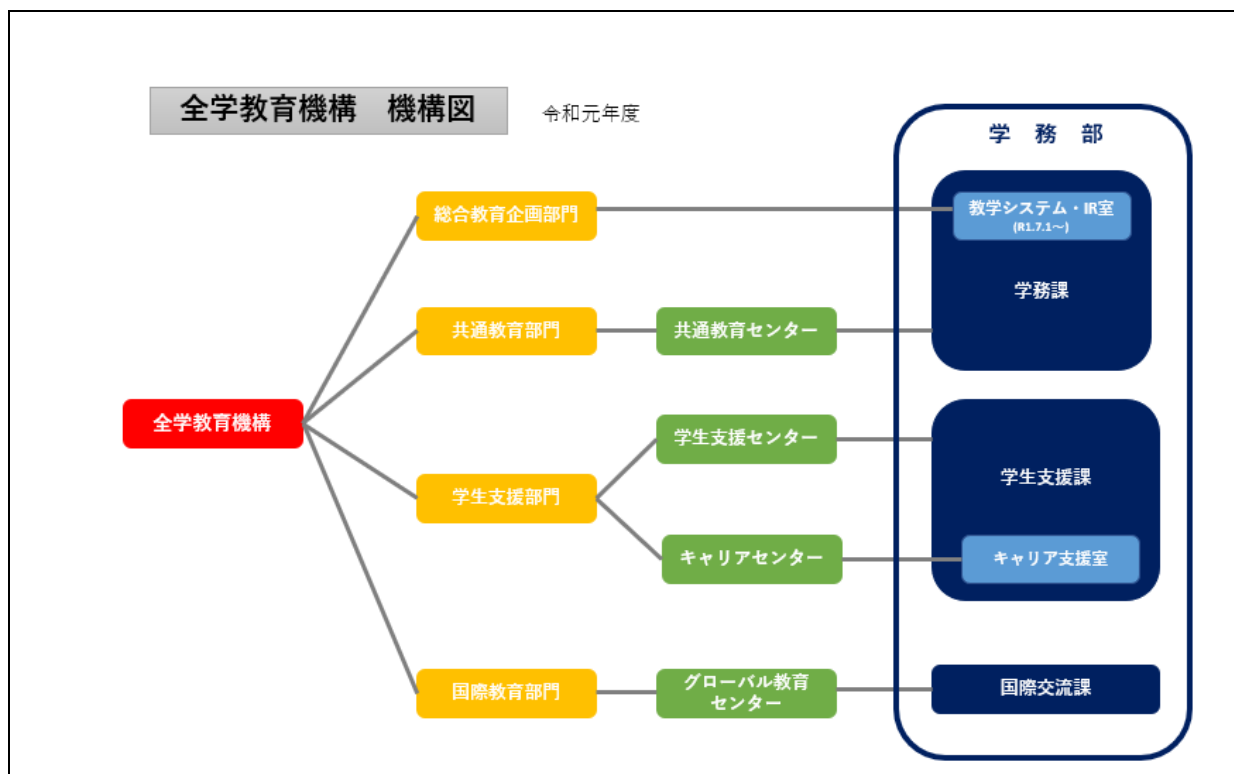 全学教育機構　機構図
令和元年度
学　務　部
総合教育企画部門
教学システム・IR室
(R1.7.1～)
学務課
共通教育部門
共通教育センター
全学教育機構
学生支援センター
学生支援課
学生支援部門
キャリアセンター
キャリア支援室
国際教育部門
グローバル教育
センター
国際交流課